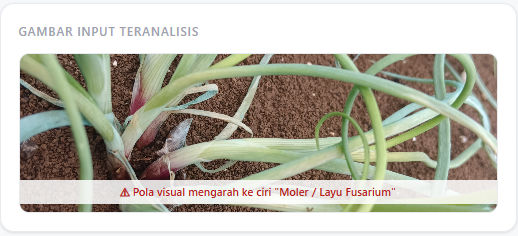 GAMBAR INPUT TERANALISIS
⚠ Pola visual mengarah ke ciri "Moler / Layu Fusarium"